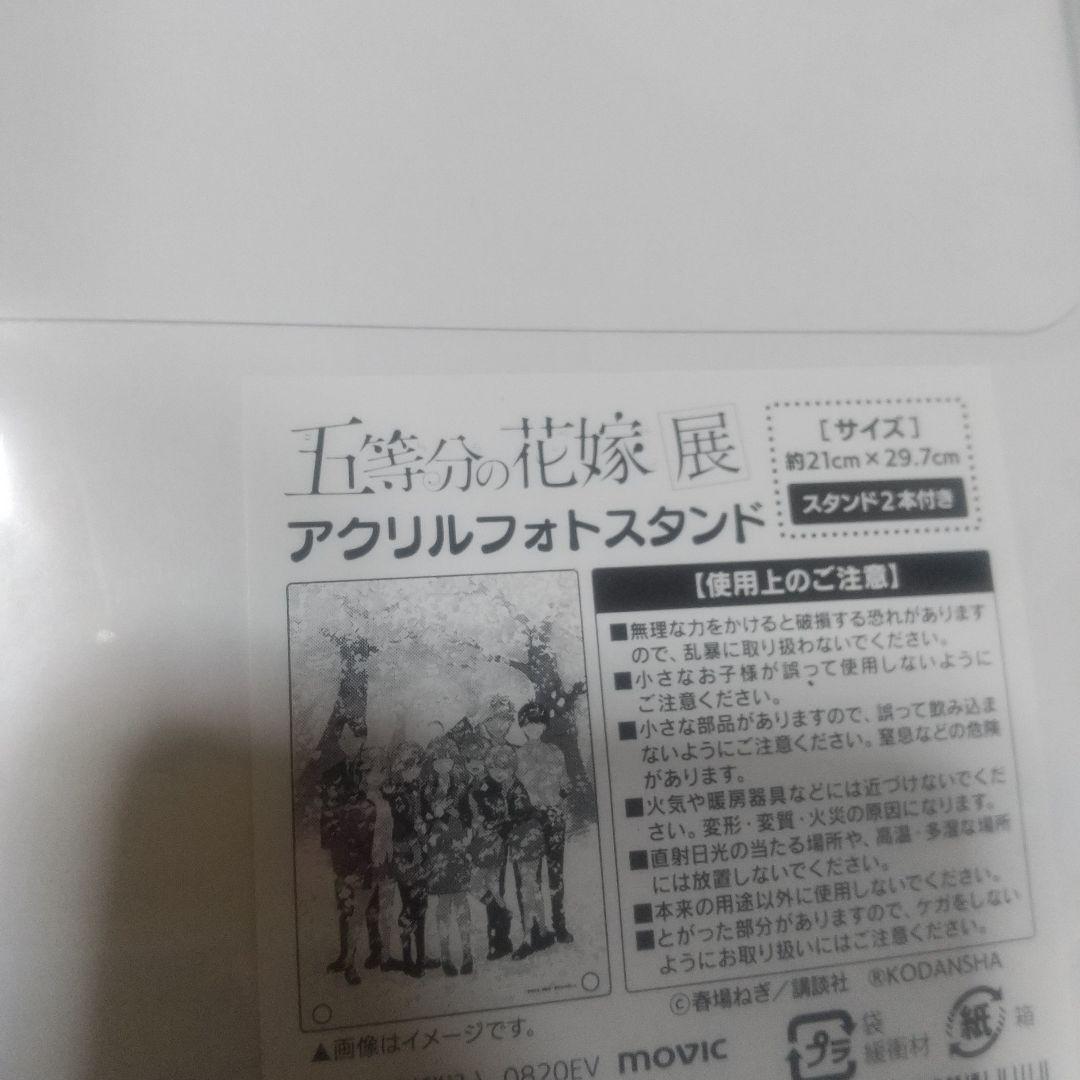 五等分の花嫁 展
アクリルフォトスタンド
[サイズ]
約21cm×29.7cm
スタンド2本付き
【使用上のご注意】
■無理な力をかけると破損する恐れがあります
ので、乱暴に取り扱わないでください。
■小さなお子様が誤って使用しないように
ご注意ください。
■小さな部品がありますので、誤って飲み込ま
ないようにご注意ください。窒息などの危険
があります。
■火気や暖房器具などには近づけないでくだ
さい。変形・変質・火災の原因になります。
■直射日光の当たる場所や、高温・多湿な場所
には放置しないでください。
■本来の用途以外に使用しないでください。
■とがった部分がありますので、ケガをしない
ようにお取り扱いにはご注意ください。
▲画像はイメージです。
©春場ねぎ/講談社 ®KODANSHA
0820EV movic
プラ
袋
緩衝材
紙
箱